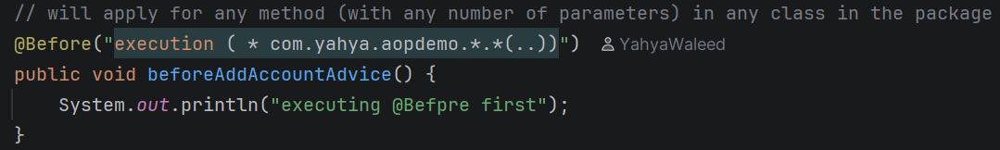 // will apply for any method (with any number of parameters) in any class in the package
@Before("execution ( * com.yahya.aopdemo.*.*(..))") YahyaWaleed
public void beforeAddAccountAdvice() {
System.out.println("executing @Befpre first");
}